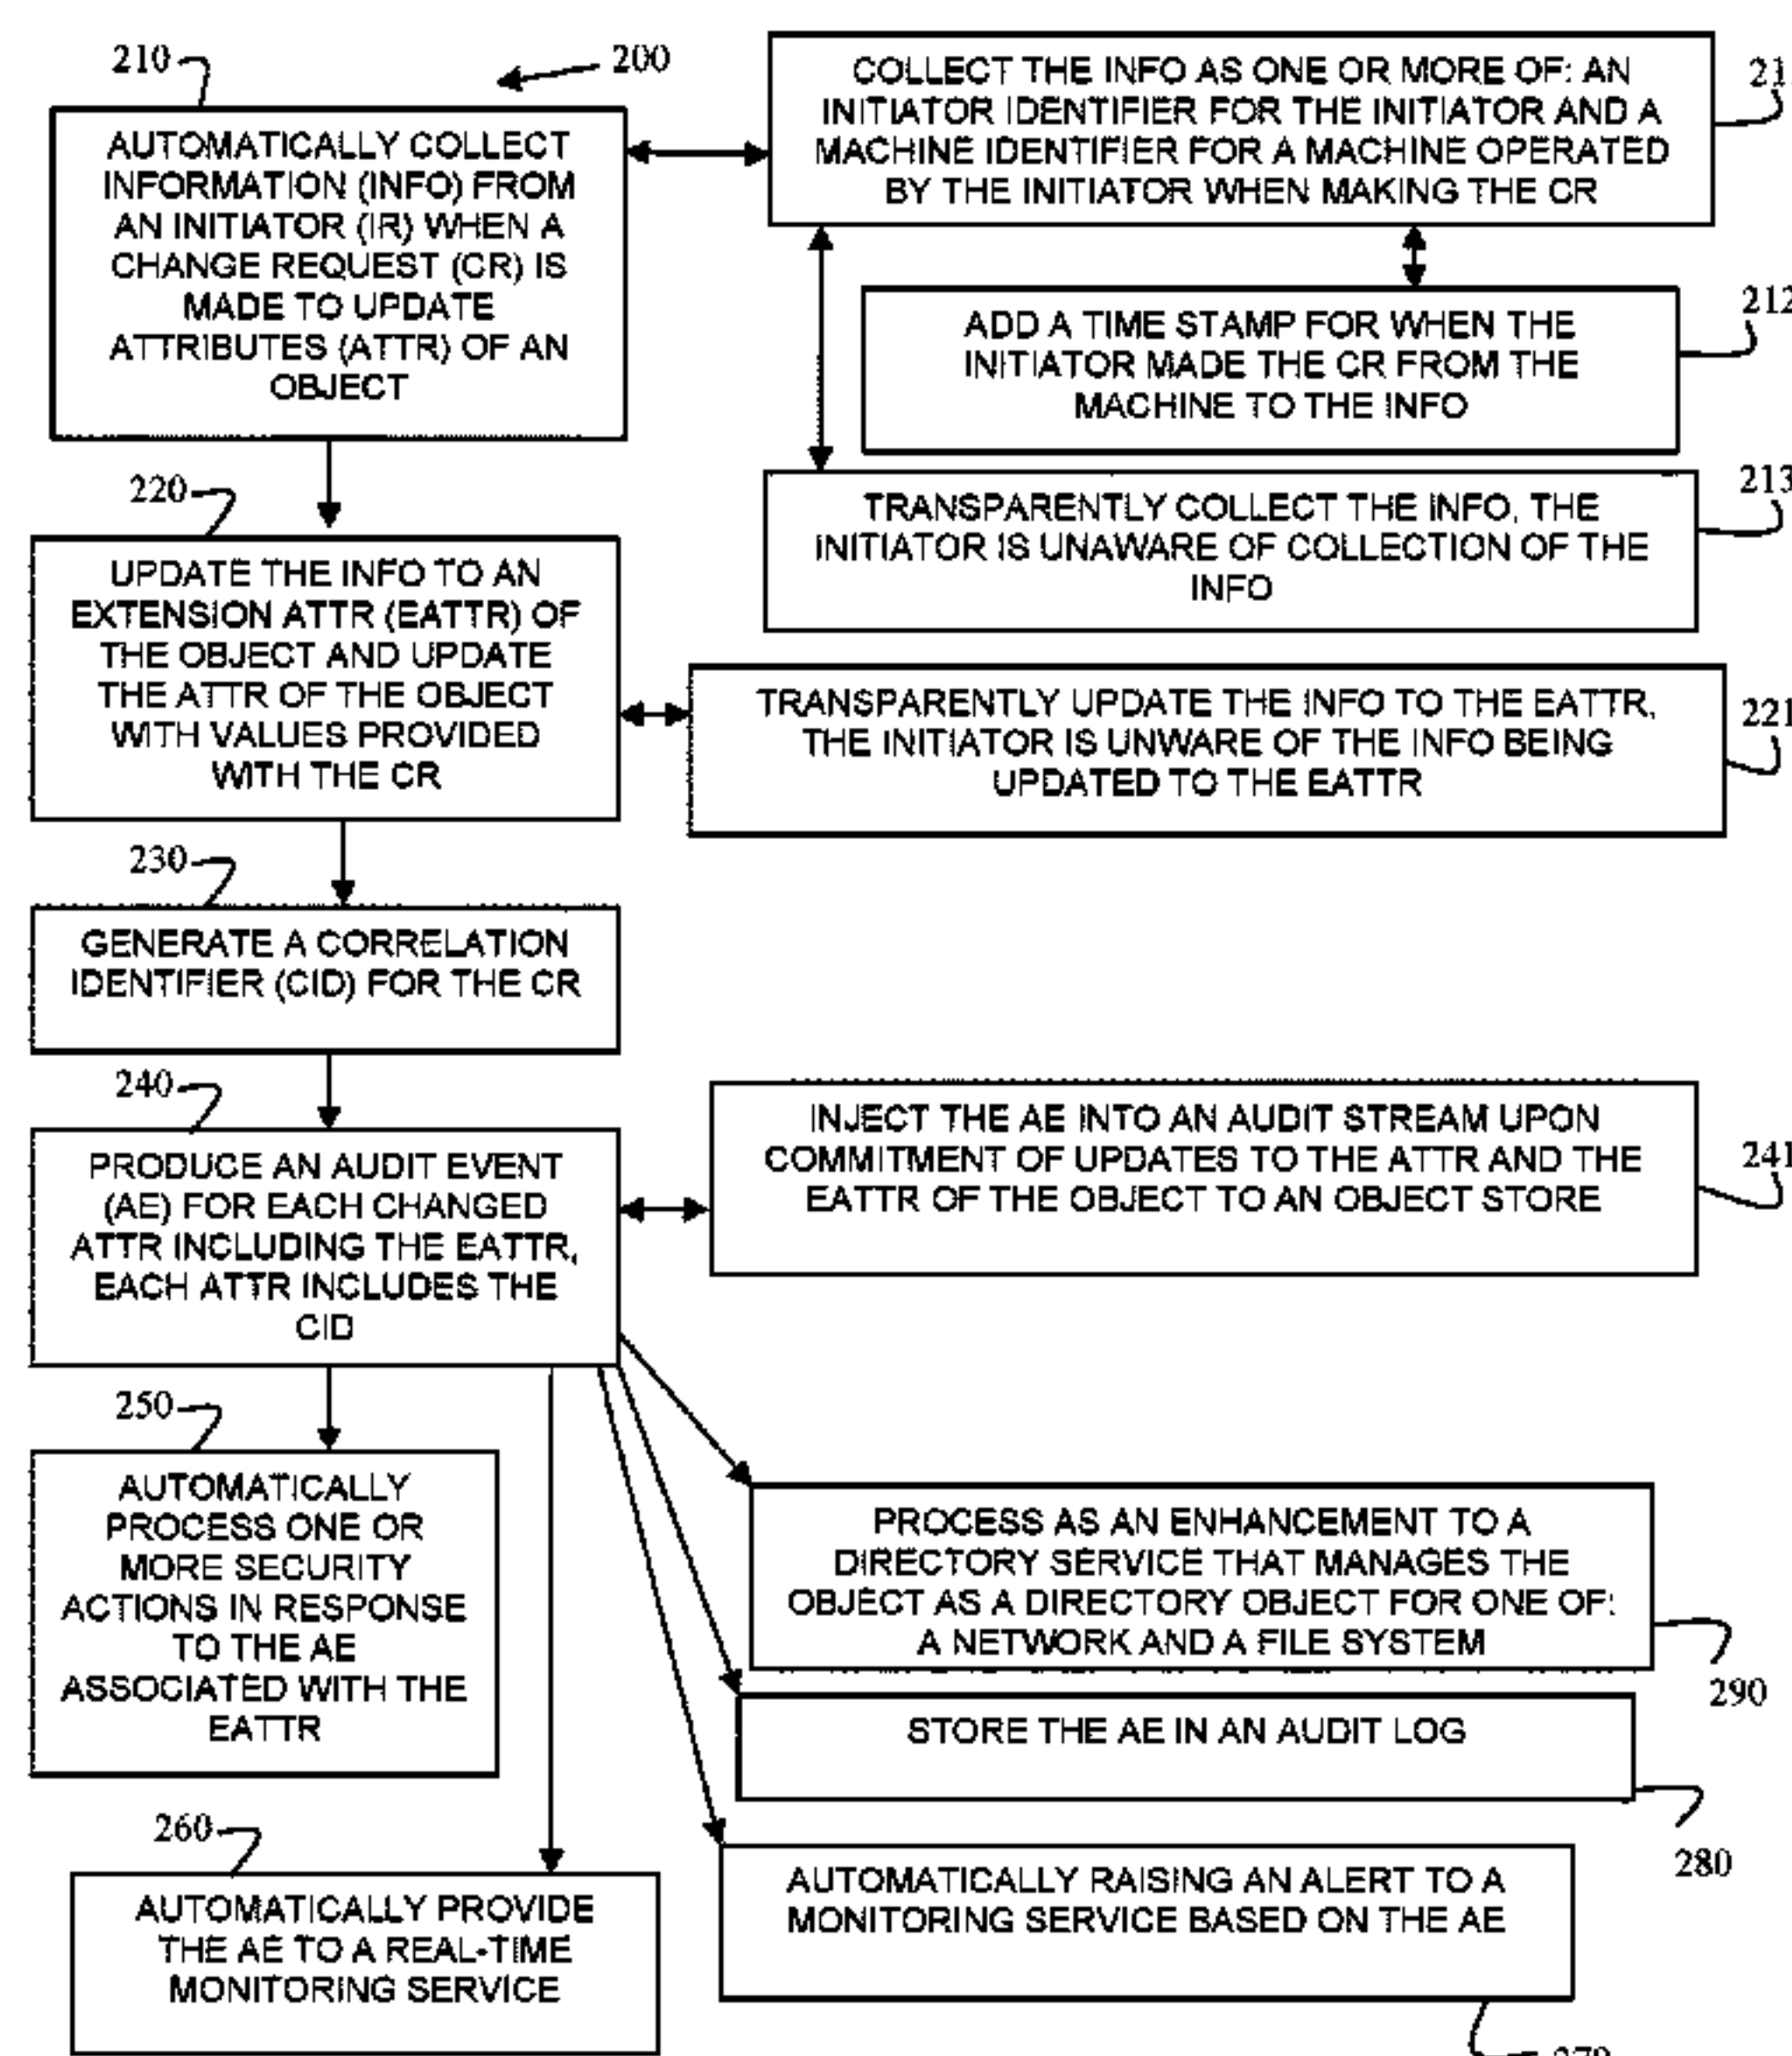 210
200
AUTOMATICALLY COLLECT
INFORMATION (INFO) FROM
AN INITIATOR (IR) WHEN A
CHANGE REQUEST (CR) IS
MADE TO UPDATE
ATTRIBUTES (ATTR) OF AN
OBJECT
COLLECT THE INFO AS ONE OR MORE OF: AN
INITIATOR IDENTIFIER FOR THE INITIATOR AND A
MACHINE IDENTIFIER FOR A MACHINE OPERATED
BY THE INITIATOR WHEN MAKING THE CR
21
ADD A TIME STAMP FOR WHEN THE
INITIATOR MADE THE CR FROM THE
MACHINE TO THE INFO
212
TRANSPARENTLY COLLECT THE INFO, THE
INITIATOR IS UNAWARE OF COLLECTION OF THE
INFO
213
220
UPDATE THE INFO TO AN
EXTENSION ATTR (EATTR) OF
THE OBJECT AND UPDATE
THE ATTR OF THE OBJECT
WITH VALUES PROVIDED
WITH THE CR
TRANSPARENTLY UPDATE THE INFO TO THE EATTR,
THE INITIATOR IS UNWARE OF THE INFO BEING
UPDATED TO THE EATTR
221
230
GENERATE A CORRELATION
IDENTIFIER (CID) FOR THE CR
240
PRODUCE AN AUDIT EVENT
(AE) FOR EACH CHANGED
ATTR INCLUDING THE EATTR,
EACH ATTR INCLUDES THE
CID
INJECT THE AE INTO AN AUDIT STREAM UPON
COMMITMENT OF UPDATES TO THE ATTR AND THE
EATTR OF THE OBJECT TO AN OBJECT STORE
241
250
AUTOMATICALLY
PROCESS ONE OR
MORE SECURITY
ACTIONS IN RESPONSE
TO THE AE
ASSOCIATED WITH THE
EATTR
PROCESS AS AN ENHANCEMENT TO A
DIRECTORY SERVICE THAT MANAGES THE
OBJECT AS A DIRECTORY OBJECT FOR ONE OF:
A NETWORK AND A FILE SYSTEM
290
STORE THE AE IN AN AUDIT LOG
280
260
AUTOMATICALLY PROVIDE
THE AE TO A REAL-TIME
MONITORING SERVICE
AUTOMATICALLY RAISING AN ALERT TO A
MONITORING SERVICE BASED ON THE AE